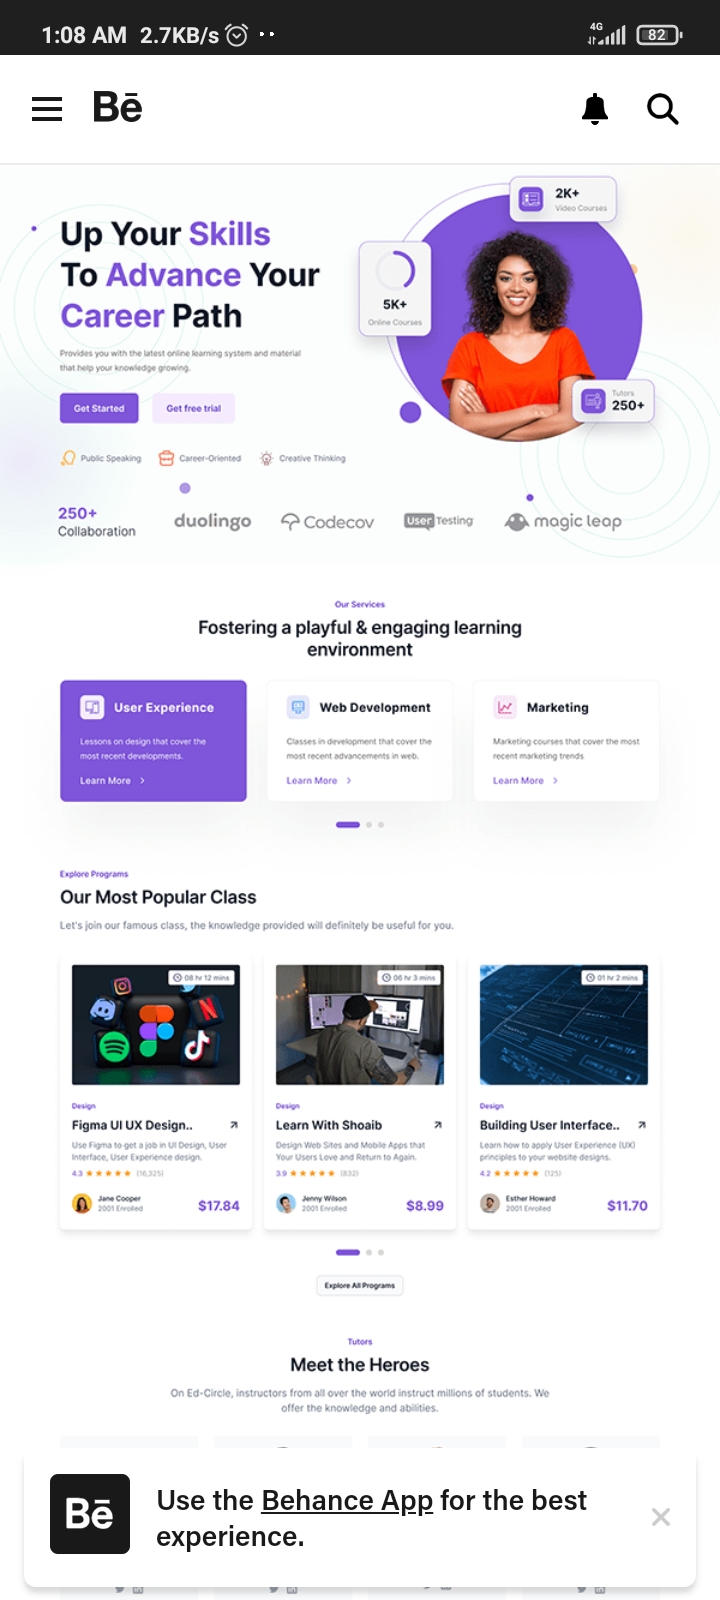 1:08 AM 2.7KB/s
4G
82
Bē
Up Your Skills
To Advance Your
Career Path
Provides you with the latest online learning system and material
that help your knowledge growing.
Get Started
Get free trial
Public Speaking
Career-Oriented
Creative Thinking
2K+
Video Courses
5K+
Online Courses
Tutors
250+
250+
Collaboration
duolingo
Codecov
UserTesting
magic leap
Our Services
Fostering a playful & engaging learning
environment
User Experience
Lessons on design that cover the
most recent developments.
Learn More
Web Development
Classes in development that cover the
most recent advancements in web.
Learn More
Marketing
Marketing courses that cover the most
recent marketing trends
Learn More
Explore Programs
Our Most Popular Class
Let's join our famous class, the knowledge provided will definitely be useful for you.
08 hr 12 mins
Design
Figma UI UX Design..
Use Figma to get a job in UI Design, User
Interface, User Experience design.
4.3 (16,325)
Jane Cooper
2001 Enrolled
$17.84
06 hr 3 mins
Design
Learn With Shoaib
Design Web Sites and Mobile Apps that
Your Users Love and Return to Again.
3.9 (832)
Jenny Wilson
2001 Enrolled
$8.99
01 hr 2 mins
Design
Building User Interface..
Learn how to apply User Experience (UX)
principles to your website designs.
4.2 (125)
Esther Howard
2001 Enrolled
$11.70
Explore All Programs
Tutors
Meet the Heroes
On Ed-Circle, instructors from all over the world instruct millions of students. We
offer the knowledge and abilities.
Bē
Use the Behance App for the best
experience.